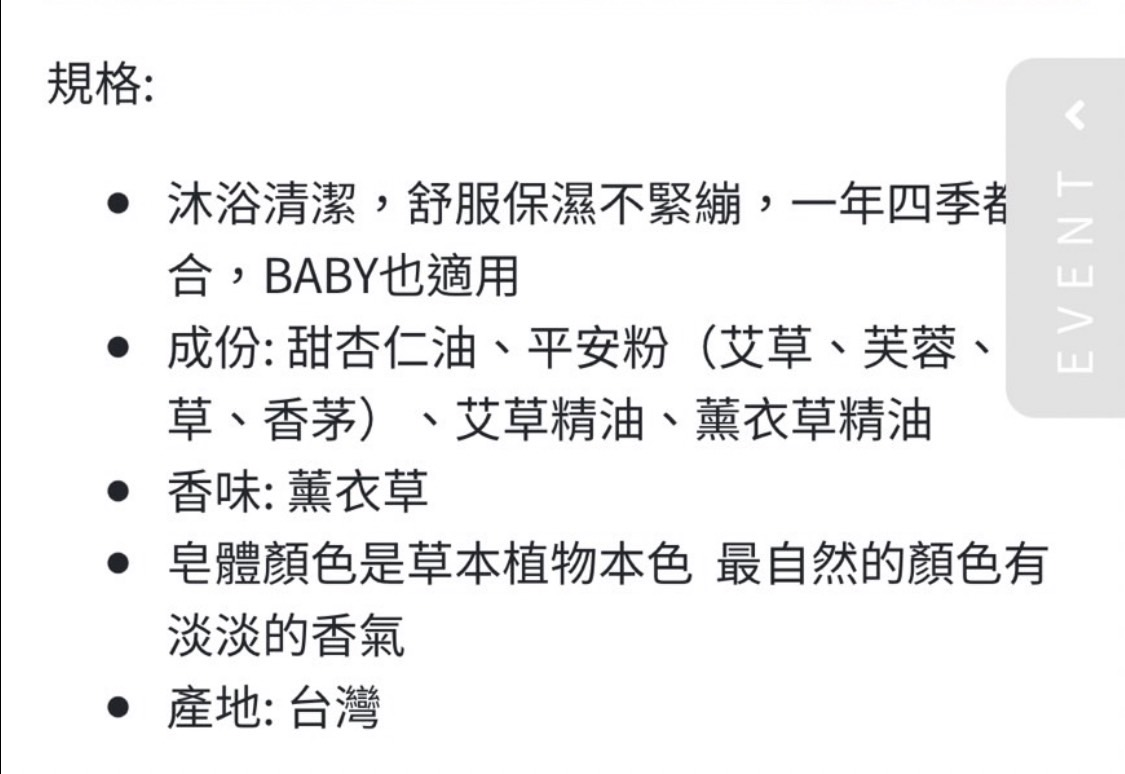 規格:
沐浴清潔，舒服保濕不緊繃，一年四季都
合，BABY也適用
成份: 甜杏仁油、平安粉（艾草、芙蓉、
草、香茅）、艾草精油、薰衣草精油
香味: 薰衣草
皂體顏色是草本植物本色 最自然的顏色有
淡淡的香氣
產地: 台灣
EVENT